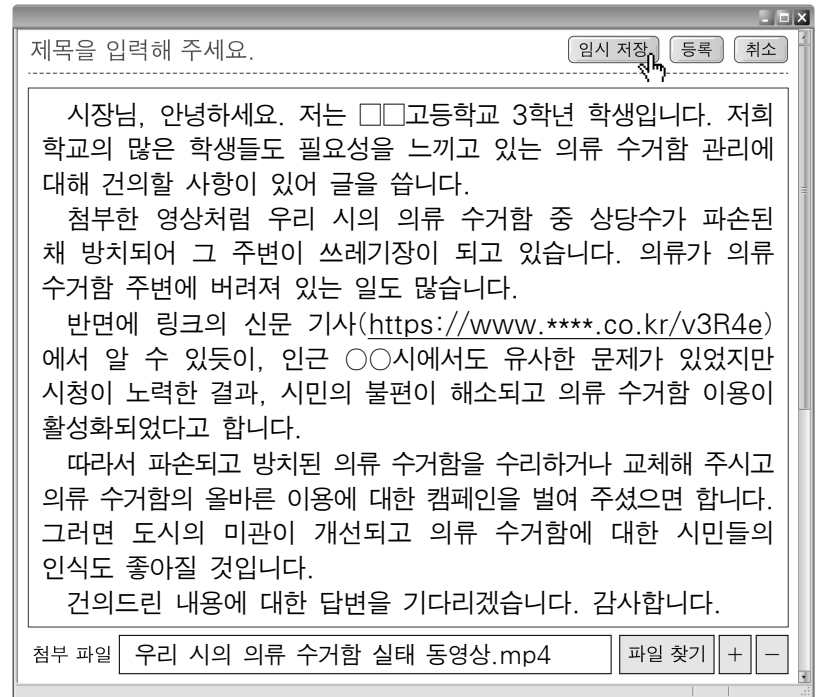 제목을 입력해 주세요.
임시 저장 등록 취소
시장님, 안녕하세요. 저는 □□고등학교 3학년 학생입니다. 저희
학교의 많은 학생들도 필요성을 느끼고 있는 의류 수거함 관리에
대해 건의할 사항이 있어 글을 씁니다.
첨부한 영상처럼 우리 시의 의류 수거함 중 상당수가 파손된
채 방치되어 그 주변이 쓰레기장이 되고 있습니다. 의류가 의류
수거함 주변에 버려져 있는 일도 많습니다.
반면에 링크의 신문 기사(https://www.****.co.kr/v3R4e)
에서 알 수 있듯이, 인근 ○○시에서도 유사한 문제가 있었지만
시청이 노력한 결과, 시민의 불편이 해소되고 의류 수거함 이용이
활성화되었다고 합니다.
따라서 파손되고 방치된 의류 수거함을 수리하거나 교체해 주시고
의류 수거함의 올바른 이용에 대한 캠페인을 벌여 주셨으면 합니다.
그러면 도시의 미관이 개선되고 의류 수거함에 대한 시민들의
인식도 좋아질 것입니다.
건의드린 내용에 대한 답변을 기다리겠습니다. 감사합니다.
첨부 파일 우리 시의 의류 수거함 실태 동영상.mp4 파일 찾기 + -